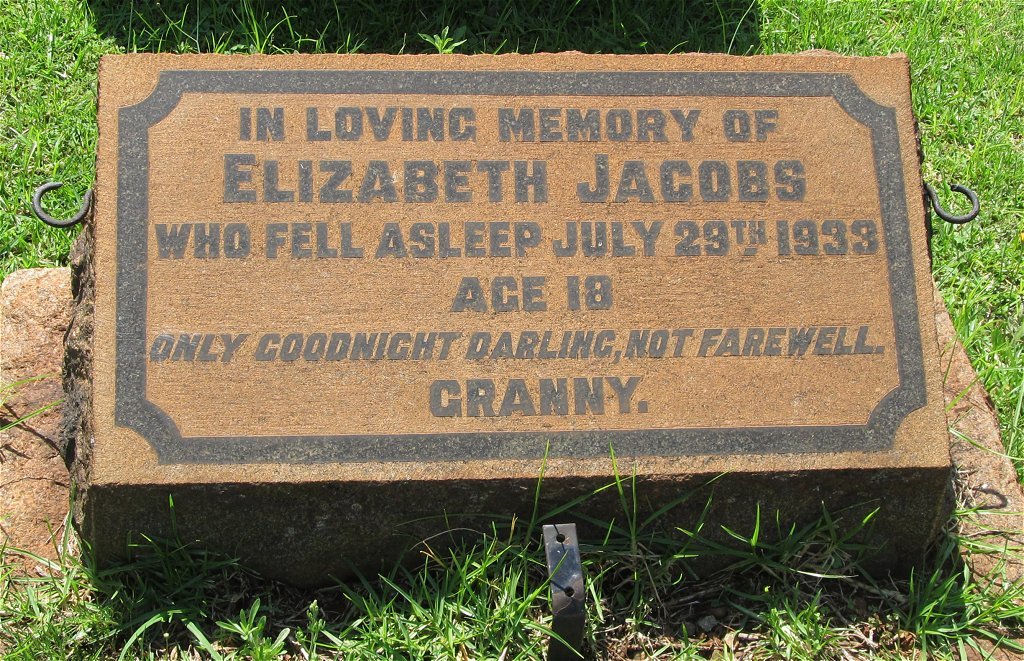 IN LOVING MEMORY OF
ELIZABETH JACOBS
WHO FELL ASLEEP JULY 29TH 1933
AGE 18
ONLY GOODNIGHT DARLING, NOT FAREWELL.
GRANNY.